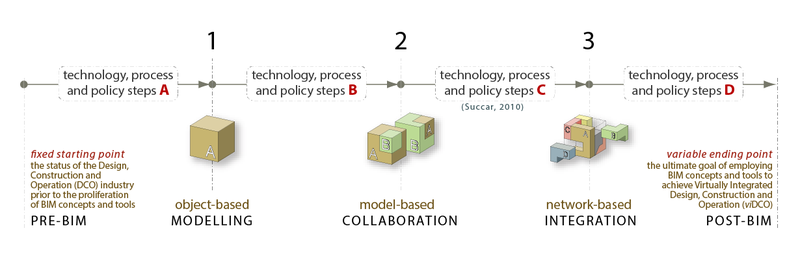 1
2
3
technology, process
and policy steps A
technology, process
and policy steps B
technology, process
and policy steps C
(Succar, 2010)
technology, process
and policy steps D
A
A
B
B
A
C
A
B
D
fixed starting point
the status of the Design,
Construction and
Operation (DCO) industry
prior to the proliferation
of BIM concepts and tools
PRE-BIM
object-based
MODELLING
model-based
COLLABORATION
network-based
INTEGRATION
variable ending point
the ultimate goal of employing
BIM concepts and tools to
achieve Virtually Integrated
Design, Construction and
Operation (viDCO)
POST-BIM